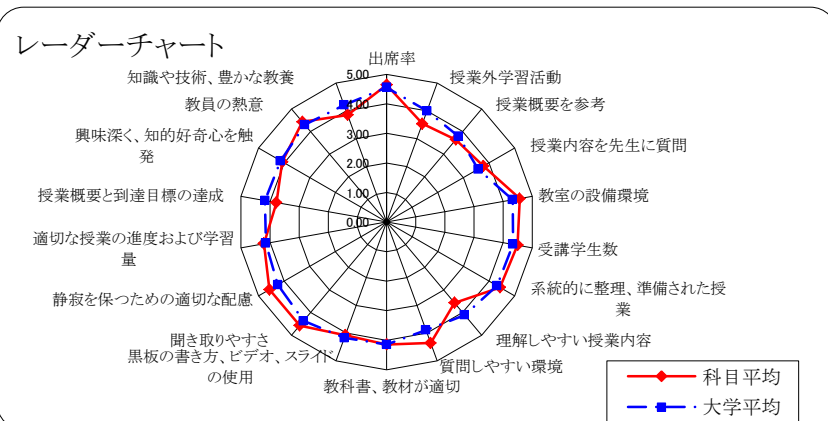 レーダーチャート
出席率
授業外学習活動
授業概要を参考
授業内容を先生に質問
教室の設備環境
受講学生数
系統的に整理、準備された授
業
理解しやすい授業内容
質問しやすい環境
教科書、教材が適切
黒板の書き方、ビデオ、スライド
の使用
聞き取りやすさ
静寂を保つための適切な配慮
適切な授業の進度および学習
量
授業概要と到達目標の達成
興味深く、知的好奇心を触
発
教員の熱意
知識や技術、豊かな教養
5.00
4.00
3.00
2.00
1.00
0.00
科目平均
大学平均